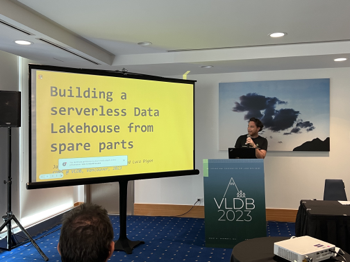 Building a
serverless Data
Lakehouse from
spare parts
VLDB
2023